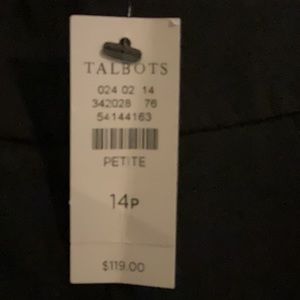 TALBOTS
024 02 14
342028 76
54144163
PETITE
14P
$119.00